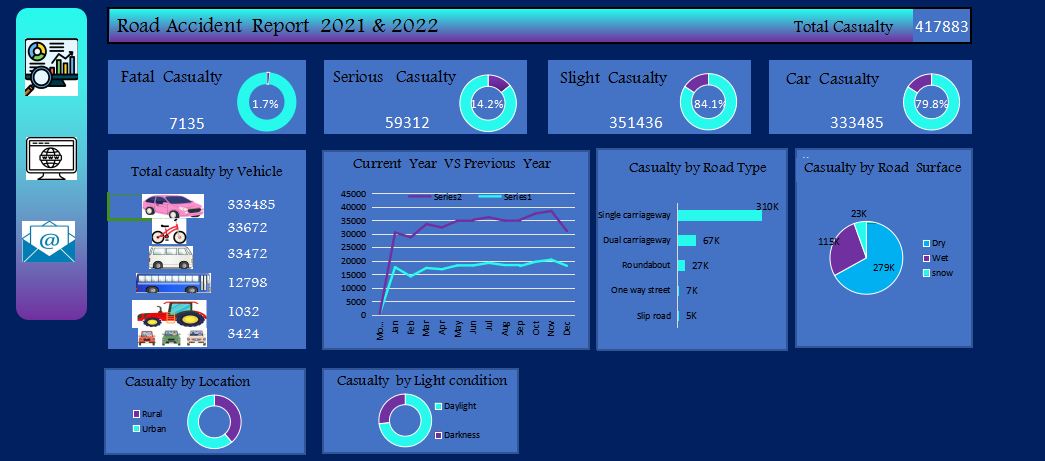 Road Accident Report 2021 & 2022
Total Casualty 417883
Fatal Casualty
1.7%
7135
Serious Casualty
14.2%
59312
Slight Casualty
84.1%
351436
Car Casualty
79.8%
333485
Total casualty by Vehicle
333485
33672
33472
12798
1032
3424
@
Current Year VS Previous Year
Series2 Series1
45000
40000
35000
30000
25000
20000
15000
10000
5000
0
Mo... Jan Feb Mar Apr May Jun Jul Aug Sep Oct Nov Dec
Casualty by Road Type
Single carriageway 310K
Dual carriageway 67K
Roundabout 27K
One way street 7K
Slip road 5K
Casualty by Road Surface
23K
115K
279K
Dry
Wet
snow
Casualty by Location
Rural
Urban
Casualty by Light condition
Daylight
Darkness